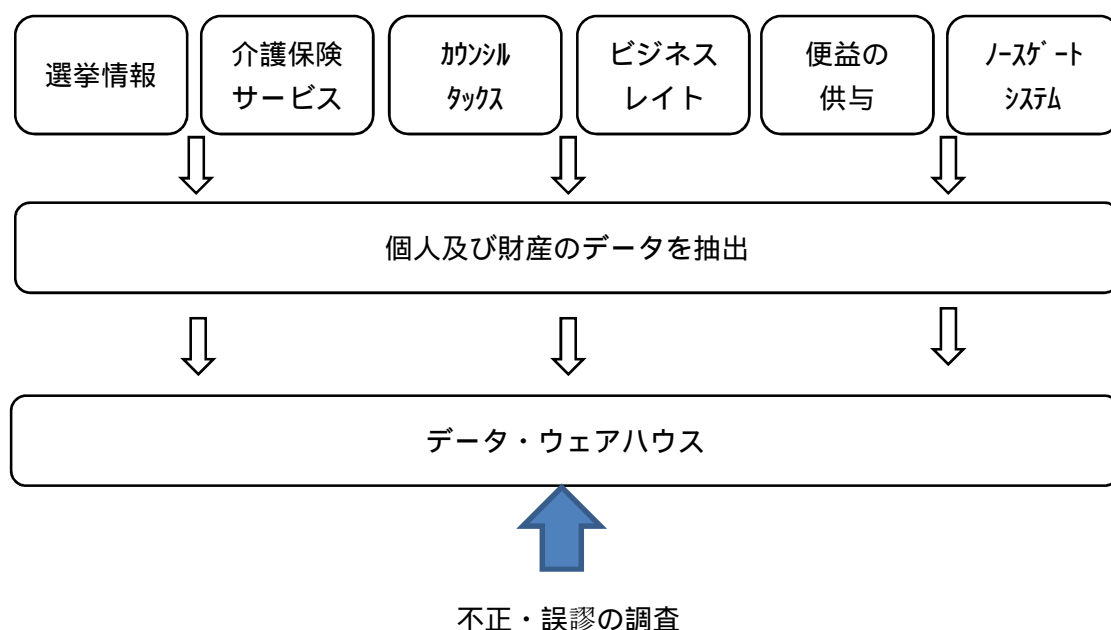 選挙情報
介護保険
サービス
ｶｳﾝｼﾙ
ﾀｯｸｽ
ビジネス
レイト
便益の
供与
ﾉｰｽｹﾞｰﾄ
ｼｽﾃﾑ
個人及び財産のデータを抽出
データ・ウェアハウス
不正・誤謬の調査